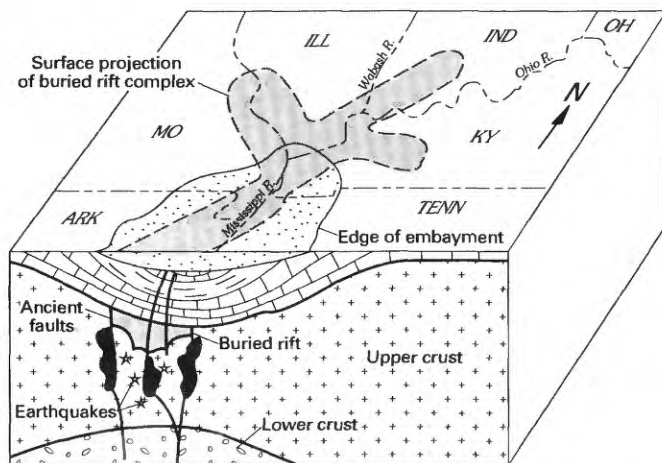 OH
ILL
IND
Surface projection
of buried rift complex
Wabash R.
Ohio R.
N
MO
KY
Mississippi R.
ARK
TENN
Edge of embayment
Ancient
faults
Buried rift
Upper crust
Earthquakes
Lower crust